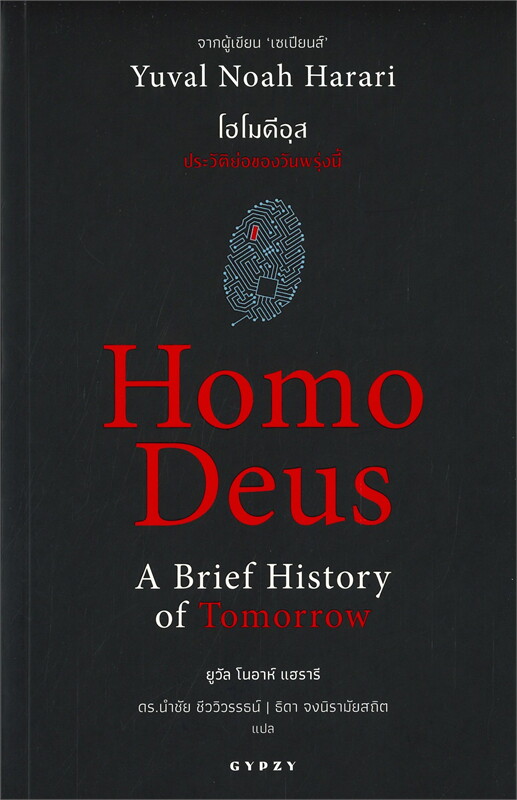 จากผู้เขียน ‘เซเปียนส์’
Yuval Noah Harari
โฮโมดีอุส
ประวัติย่อของวันพรุ่งนี้
Homo
Deus
A Brief History
of Tomorrow
ยูวัล โนอาห์ แฮรารี
ดร.นำชัย ชีววิวรรธน์ | ธิดา จงนิรามัยสถิต
แปล
GYPZY